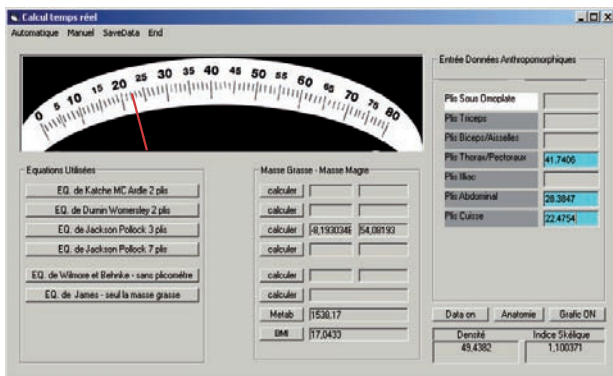 Calcul temps réel
Automatique Manuel SaveData End
0 5 10 15 20 25 30 35 40 45 50 55 60 65 70 75 80
Entrée Données Anthropomorphiques
Plis Sous Omoplate
Plis Triceps
Plis Biceps/Aisselles
Plis Thorax/Pectoraux 41.7406
Plis Iliac
Plis Abdominal 28.3847
Plis Cuisse 22.4754
Equations Utilisées
EQ. de Katche MC Ardle 2 plis
EQ. de Durnin Womersley 2 plis
EQ. de Jackson Pollock 3 plis
EQ. de Jackson Pollock 7 plis
EQ. de Wilmore et Behnke - sans plicomètre
EQ. de James - seul la masse grasse
Masse Grasse - Masse Magre
calculer
calculer
calculer -8,193034E 54,08193
calculer
calculer
calculer
Metab 1538,17
BMI 17,0433
Data on Anatomie Grafic ON
Densité Indice Skélique
49,4382 1,100371